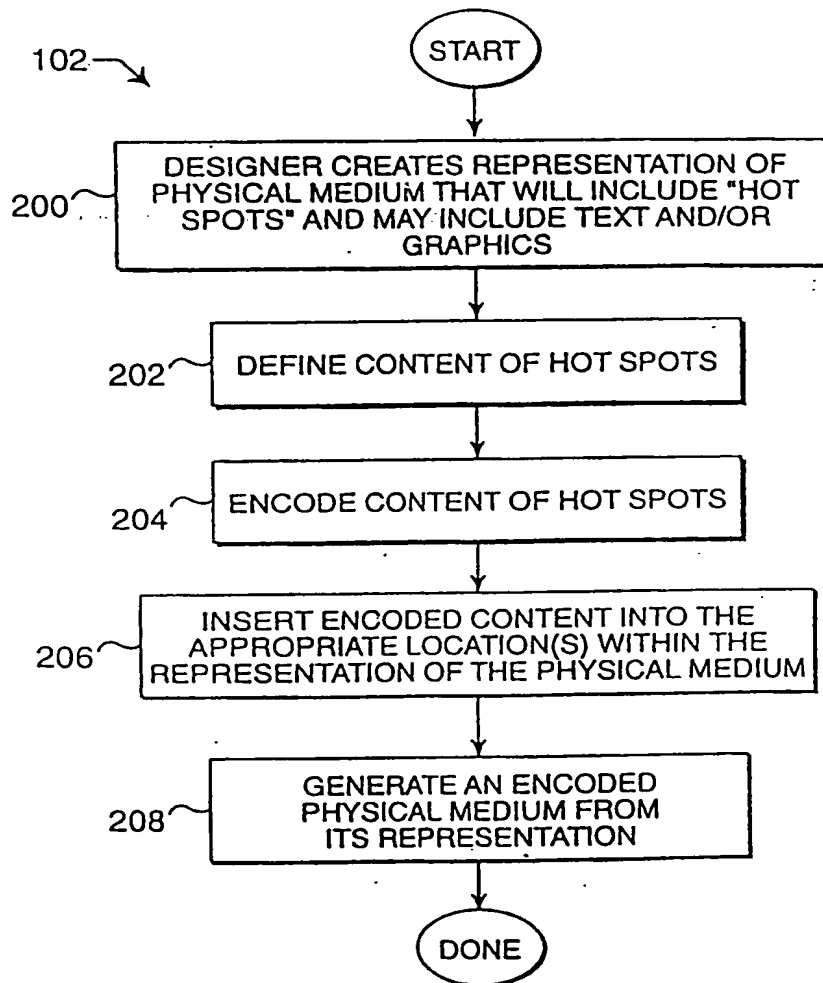 102
START
200
DESIGNER CREATES REPRESENTATION OF
PHYSICAL MEDIUM THAT WILL INCLUDE "HOT
SPOTS" AND MAY INCLUDE TEXT AND/OR
GRAPHICS
202
DEFINE CONTENT OF HOT SPOTS
204
ENCODE CONTENT OF HOT SPOTS
206
INSERT ENCODED CONTENT INTO THE
APPROPRIATE LOCATION(S) WITHIN THE
REPRESENTATION OF THE PHYSICAL MEDIUM
208
GENERATE AN ENCODED
PHYSICAL MEDIUM FROM
ITS REPRESENTATION
DONE